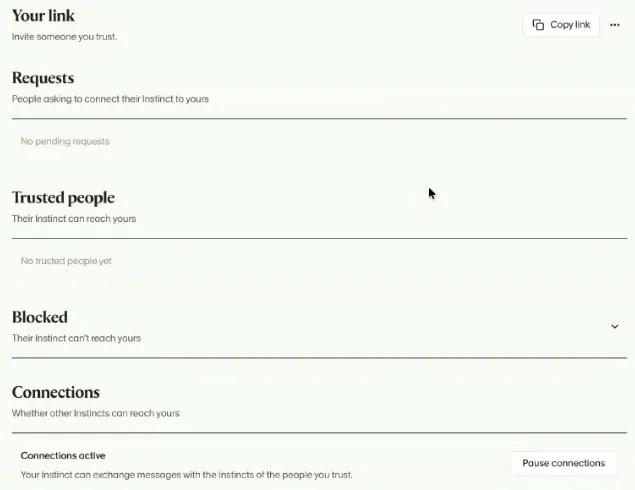 Your link
Copy link
Invite someone you trust.
Requests
People asking to connect their Instinct to yours
No pending requests
Trusted people
Their Instinct can reach yours
No trusted people yet
Blocked
Their Instinct can't reach yours
Connections
Whether other Instincts can reach yours
Connections active
Pause connections
Your Instinct can exchange messages with the instincts of the people you trust.